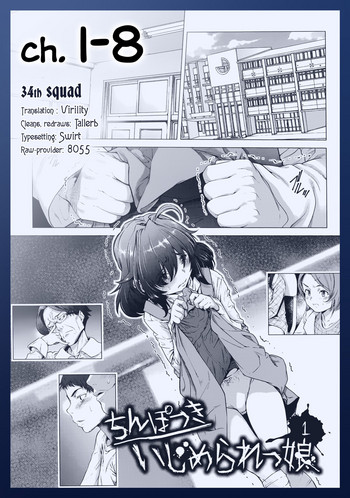 ch. 1-8
34th squad
Translation : Virility
Cleans, redraws: Tallerb
Typesetting: Swirt
Raw-provider: 8055
ちんぽつき
いじめられっ娘
1